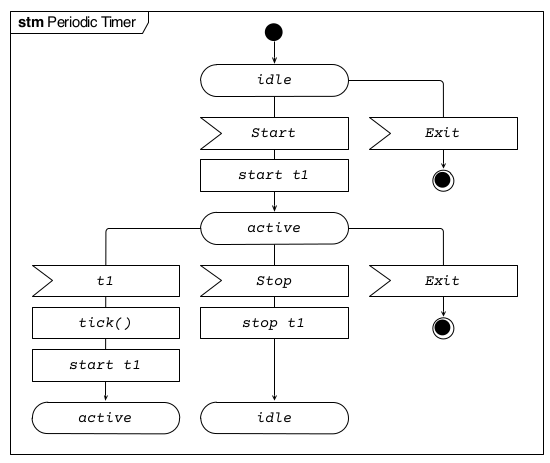 stm Periodic Timer
idle
Start
Exit
start t1
active
t1
Stop
Exit
tick()
stop t1
start t1
active
idle